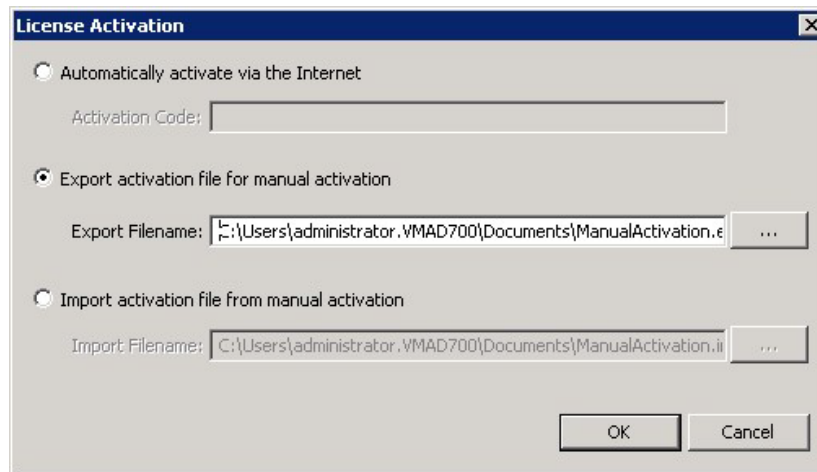 License Activation
Automatically activate via the Internet
Activation Code:
Export activation file for manual activation
Export Filename: C:\Users\administrator.VMAD700\Documents\ManualActivation.e ...
Import activation file from manual activation
Import Filename: C:\Users\administrator.VMAD700\Documents\ManualActivation.i ...
OK Cancel